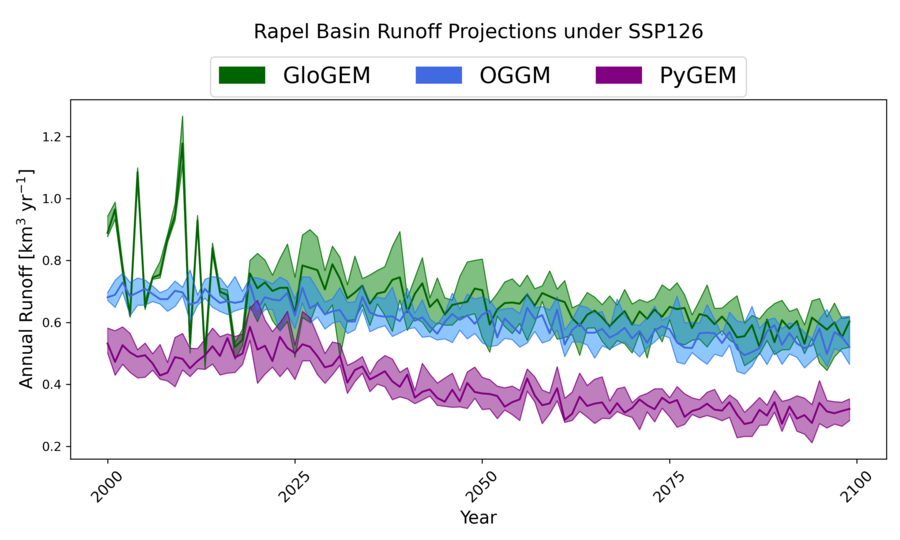 Rapel Basin Runoff Projections under SSP126
GloGEM OGGM PyGEM
Annual Runoff [km³ yr⁻¹]
1.2
1.0
0.8
0.6
0.4
0.2
2000 2025 2050 2075 2100
Year